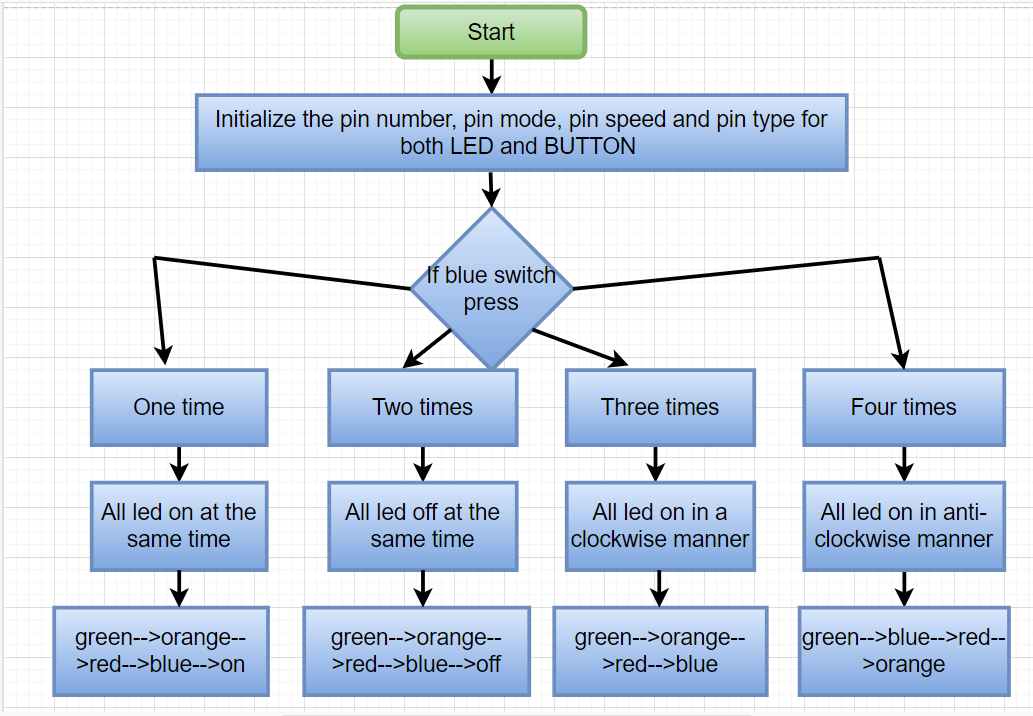 Start
Initialize the pin number, pin mode, pin speed and pin type for
both LED and BUTTON
If blue switch
press
One time
Two times
Three times
Four times
All led on at the
same time
All led off at the
same time
All led on in a
clockwise manner
All led on in anti-
clockwise manner
green-->orange--
>red-->blue-->on
green-->orange--
>red-->blue-->off
green-->orange--
>red-->blue
green-->blue-->red--
>orange